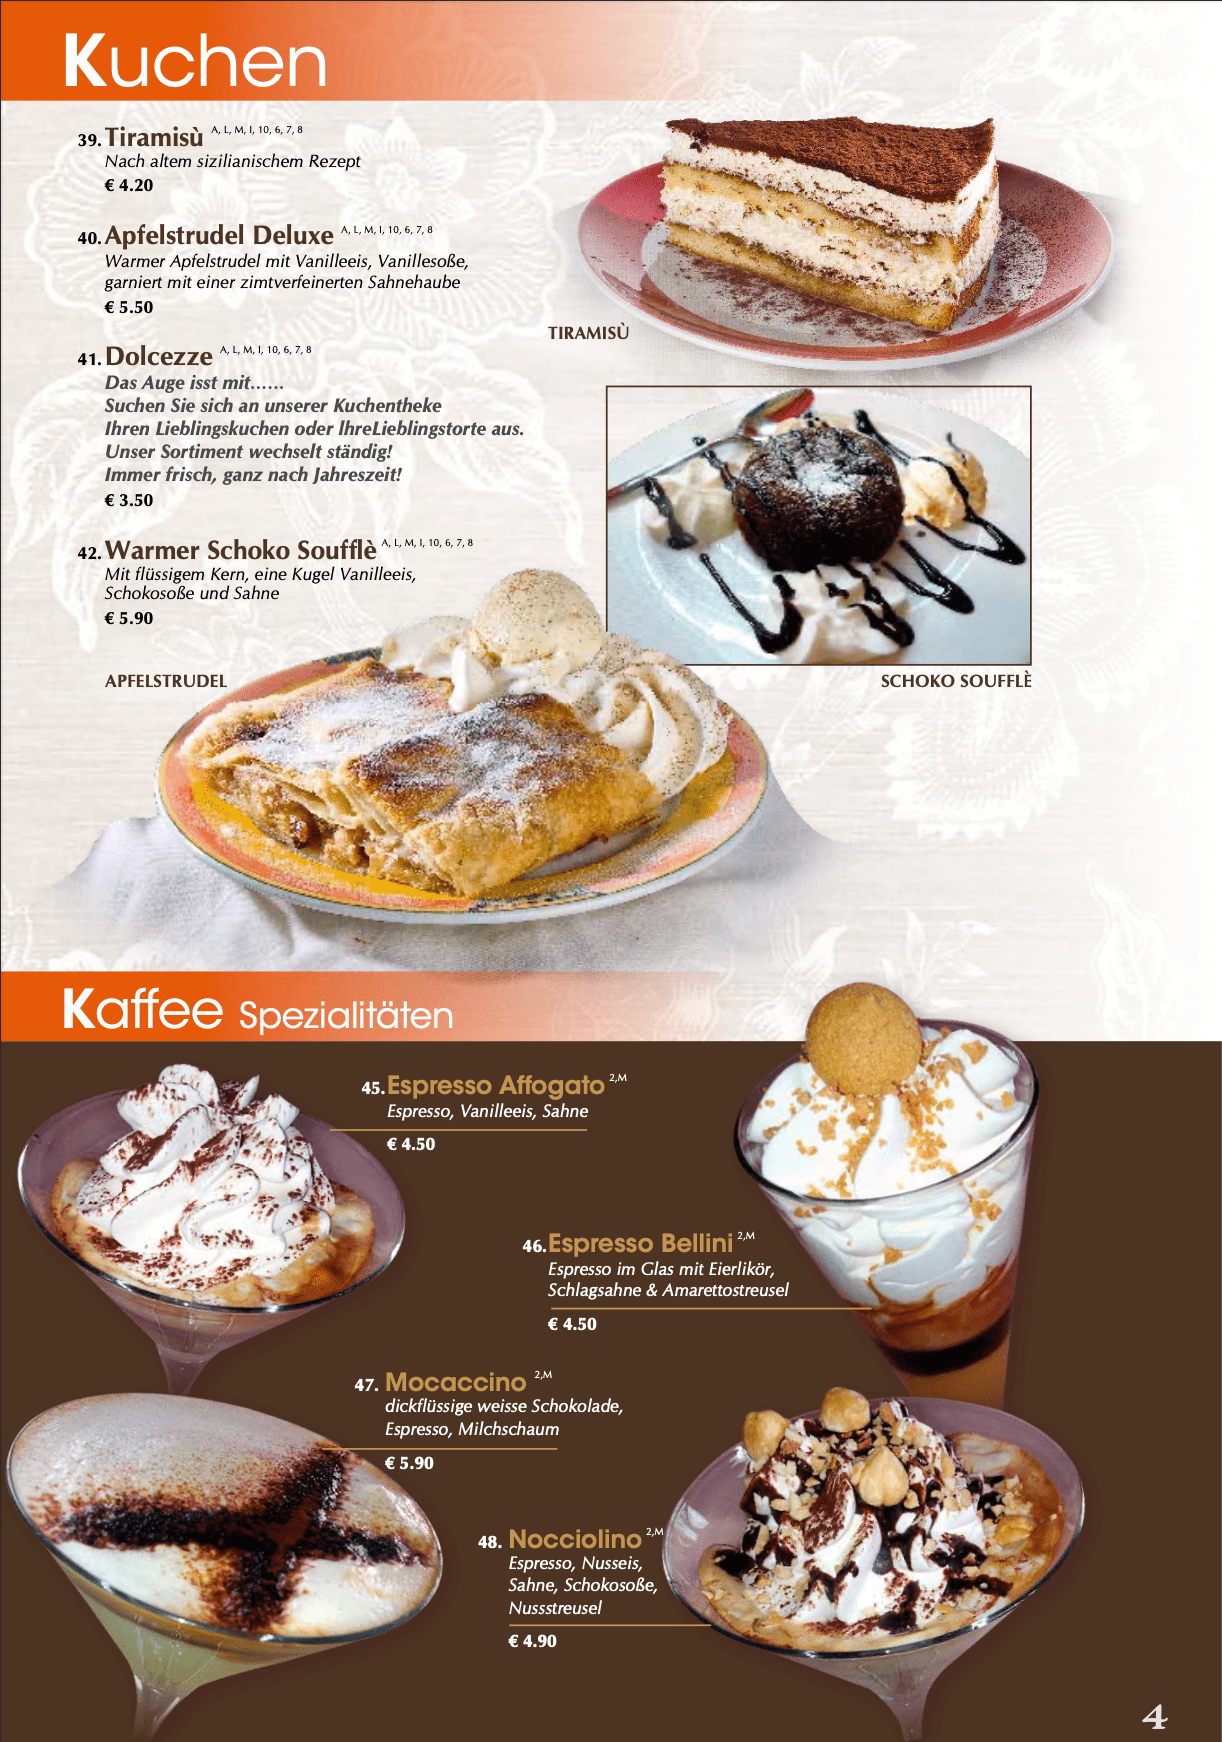 Kuchen
39. Tiramisù A, L, M, I, 10, 6, 7, 8
Nach altem sizilianischem Rezept
€ 4.20
40. Apfelstrudel Deluxe A, L, M, I, 10, 6, 7, 8
Warmer Apfelstrudel mit Vanilleeis, Vanillesoße,
garniert mit einer zimtverfeinerten Sahnehaube
€ 5.50
TIRAMISÙ
41. Dolcezze A, L, M, I, 10, 6, 7, 8
Das Auge isst mit......
Suchen Sie sich an unserer Kuchentheke
Ihren Lieblingskuchen oder IhreLieblingstorte aus.
Unser Sortiment wechselt ständig!
Immer frisch, ganz nach Jahreszeit!
€ 3.50
42. Warmer Schoko Soufflè A, L, M, I, 10, 6, 7, 8
Mit flüssigem Kern, eine Kugel Vanilleeis,
Schokosoße und Sahne
€ 5.90
APFELSTRUDEL
SCHOKO SOUFFLÈ
Kaffee Spezialitäten
45. Espresso Affogato 2,M
Espresso, Vanilleeis, Sahne
€ 4.50
46. Espresso Bellini 2,M
Espresso im Glas mit Eierlikör,
Schlagsahne & Amarettostreusel
€ 4.50
47. Mocaccino 2,M
dickflüssige weisse Schokolade,
Espresso, Milchschaum
€ 5.90
48. Nocciolino 2,M
Espresso, Nusseis,
Sahne, Schokosoße,
Nussstreusel
€ 4.90
4